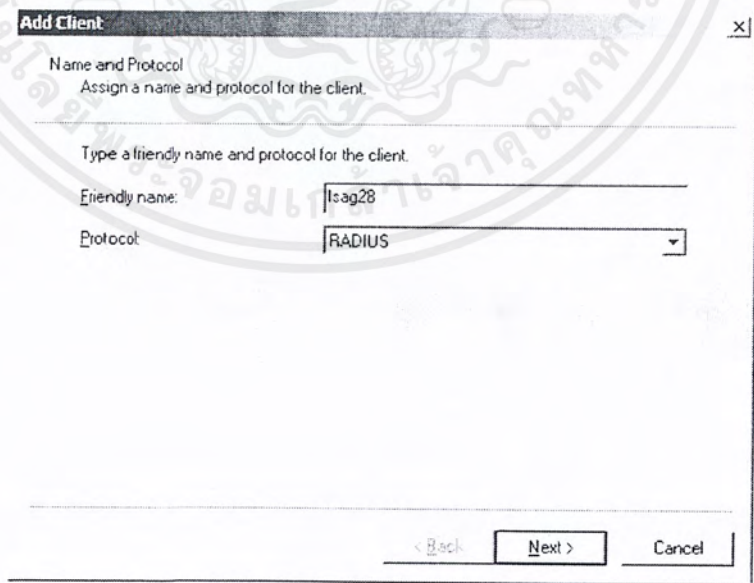 Add Client
Name and Protocol
Assign a name and protocol for the client.
Type a friendly name and protocol for the client.
Friendly name:
Isag28
Protocol:
RADIUS
< Back
Next >
Cancel